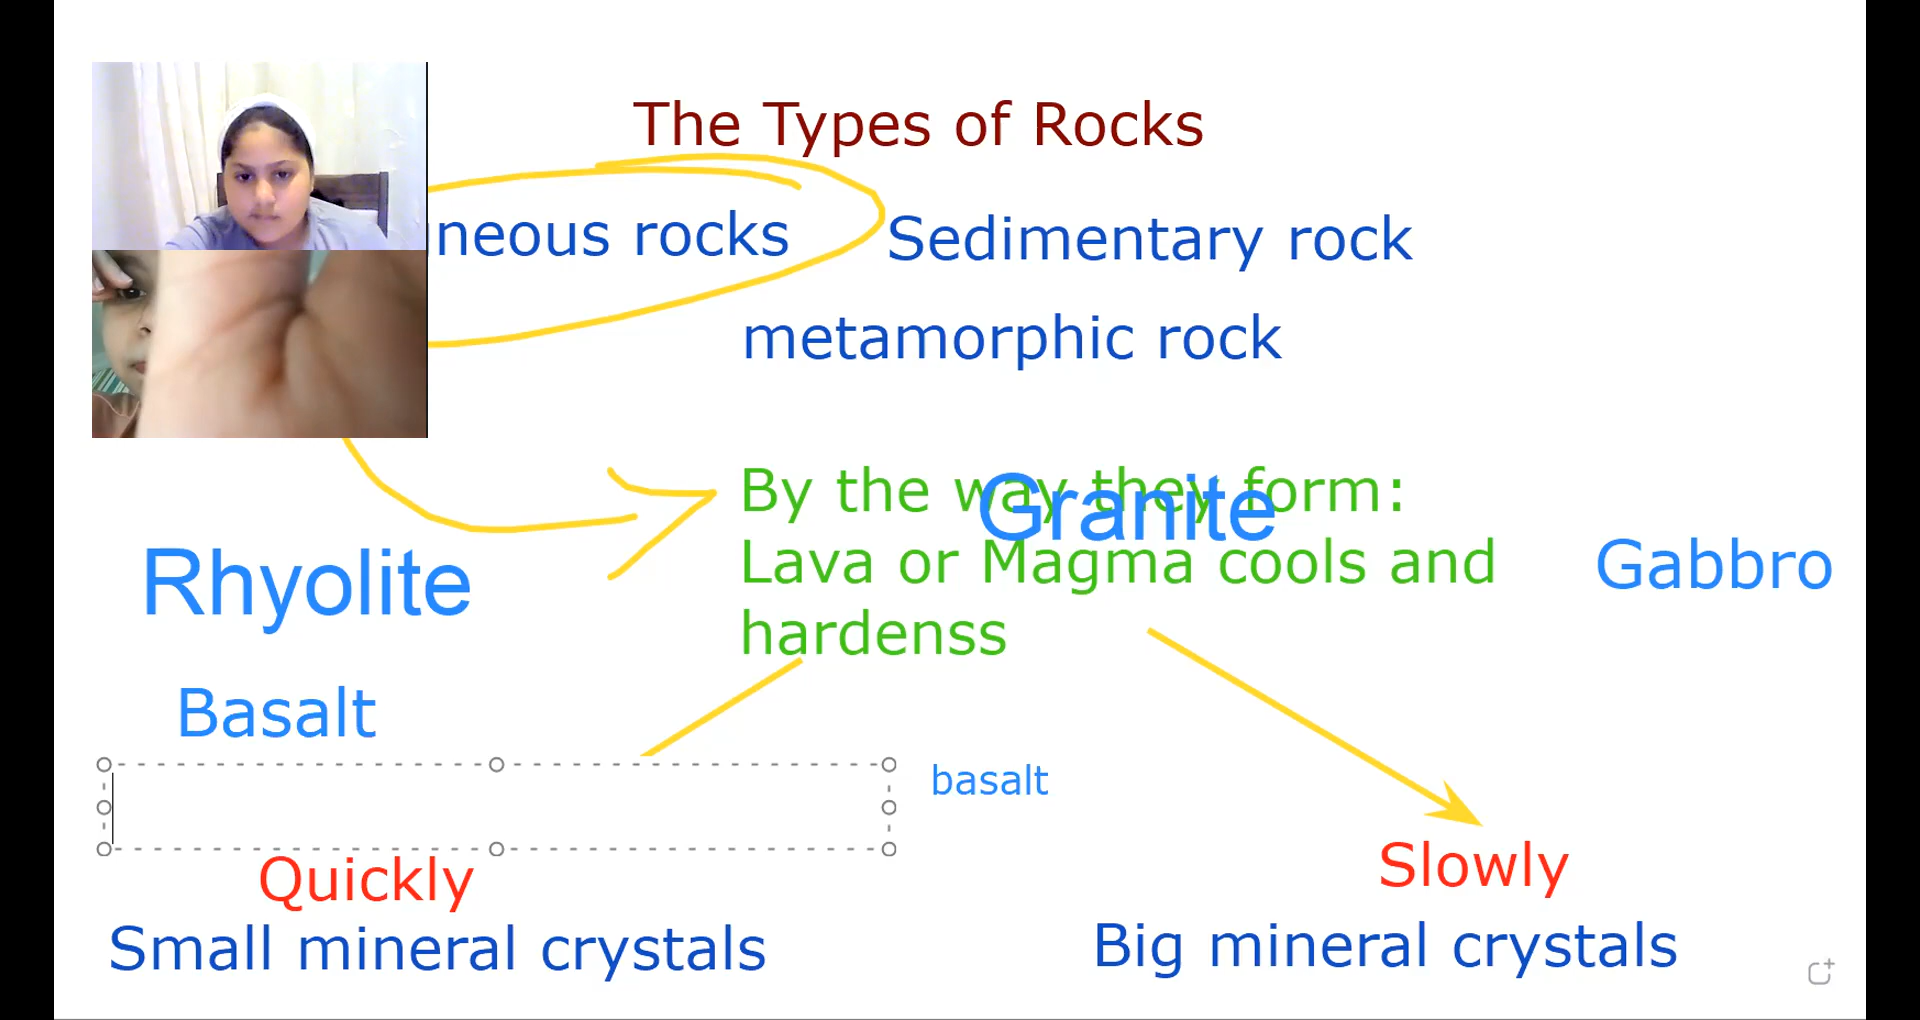 The Types of Rocks
neous rocks
Sedimentary rock
metamorphic rock
By the way they form:
Granite
Lava or Magma cools and
hardenss
Rhyolite
Gabbro
Basalt
basalt
Quickly
Slowly
Small mineral crystals
Big mineral crystals